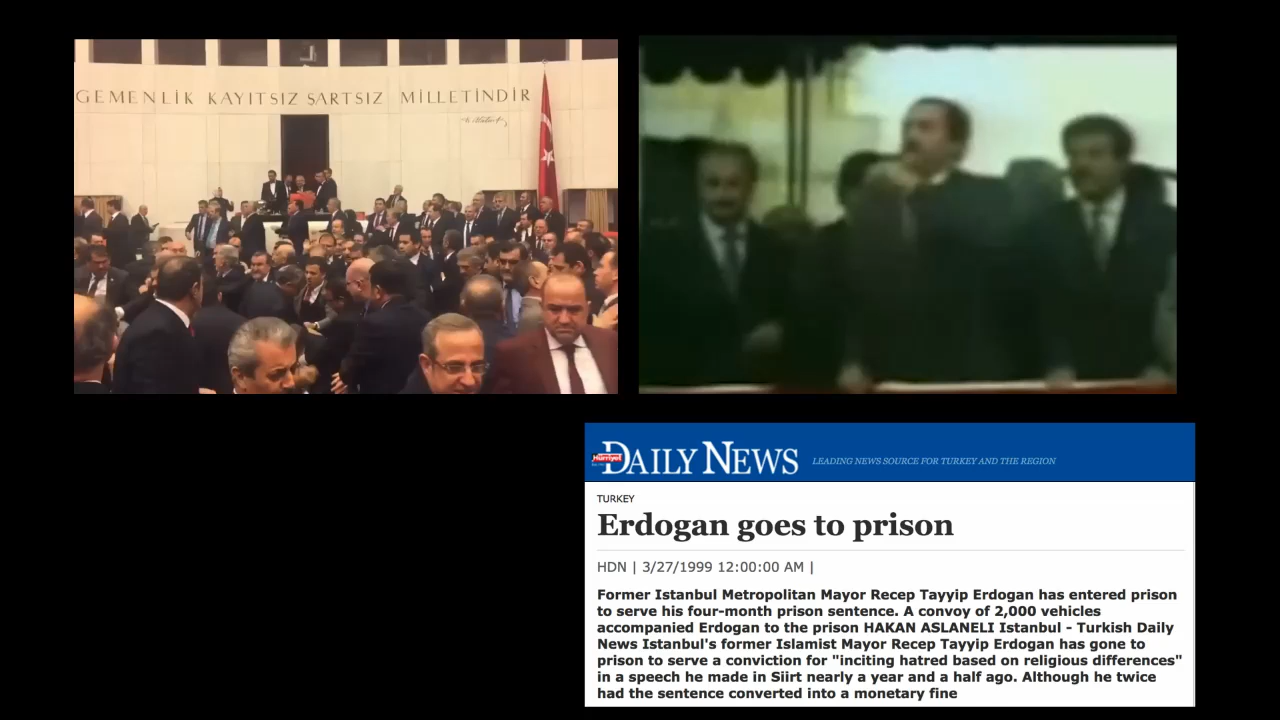 GEMENLİK KAYITSIZ ŞARTSIZ MİLLETİNDİR
Hürriyet
DAILY NEWS
LEADING NEWS SOURCE FOR TURKEY AND THE REGION
TURKEY
Erdogan goes to prison
HDN | 3/27/1999 12:00:00 AM |
Former Istanbul Metropolitan Mayor Recep Tayyip Erdogan has entered prison
to serve his four-month prison sentence. A convoy of 2,000 vehicles
accompanied Erdogan to the prison HAKAN ASLANELI Istanbul - Turkish Daily
News Istanbul's former Islamist Mayor Recep Tayyip Erdogan has gone to
prison to serve a conviction for "inciting hatred based on religious differences"
in a speech he made in Siirt nearly a year and a half ago. Although he twice
had the sentence converted into a monetary fine